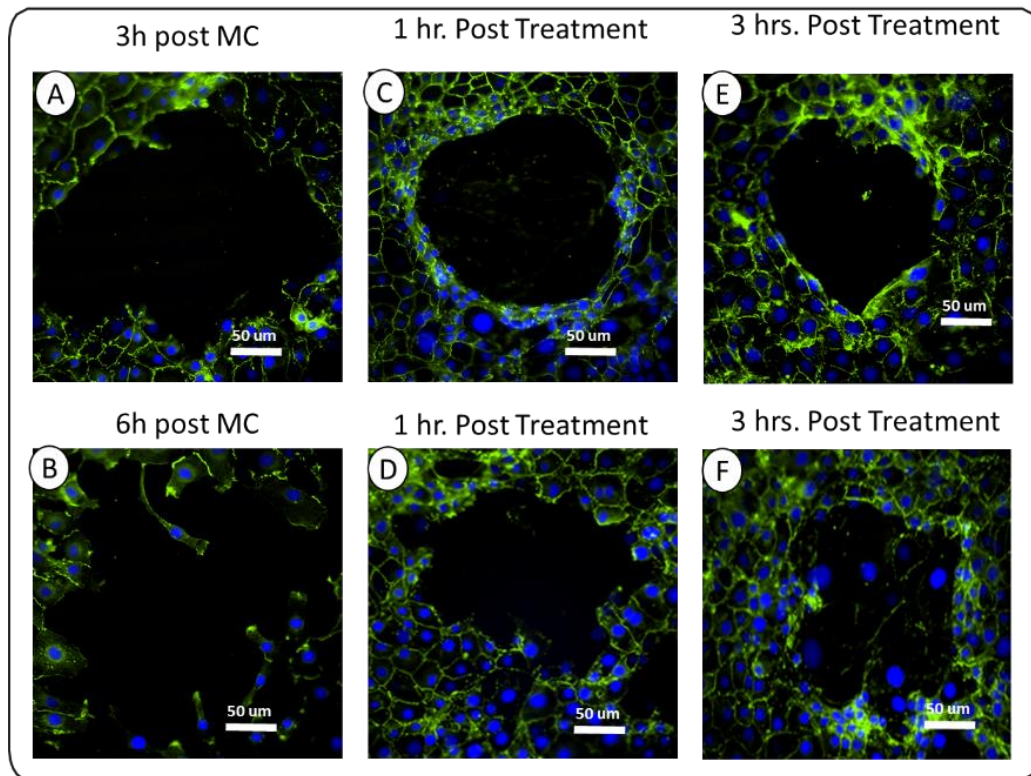 3h post MC
1 hr. Post Treatment
3 hrs. Post Treatment
A
C
E
50 um
50 um
50 um
6h post MC
1 hr. Post Treatment
3 hrs. Post Treatment
B
D
F
50 um
50 um
50 um